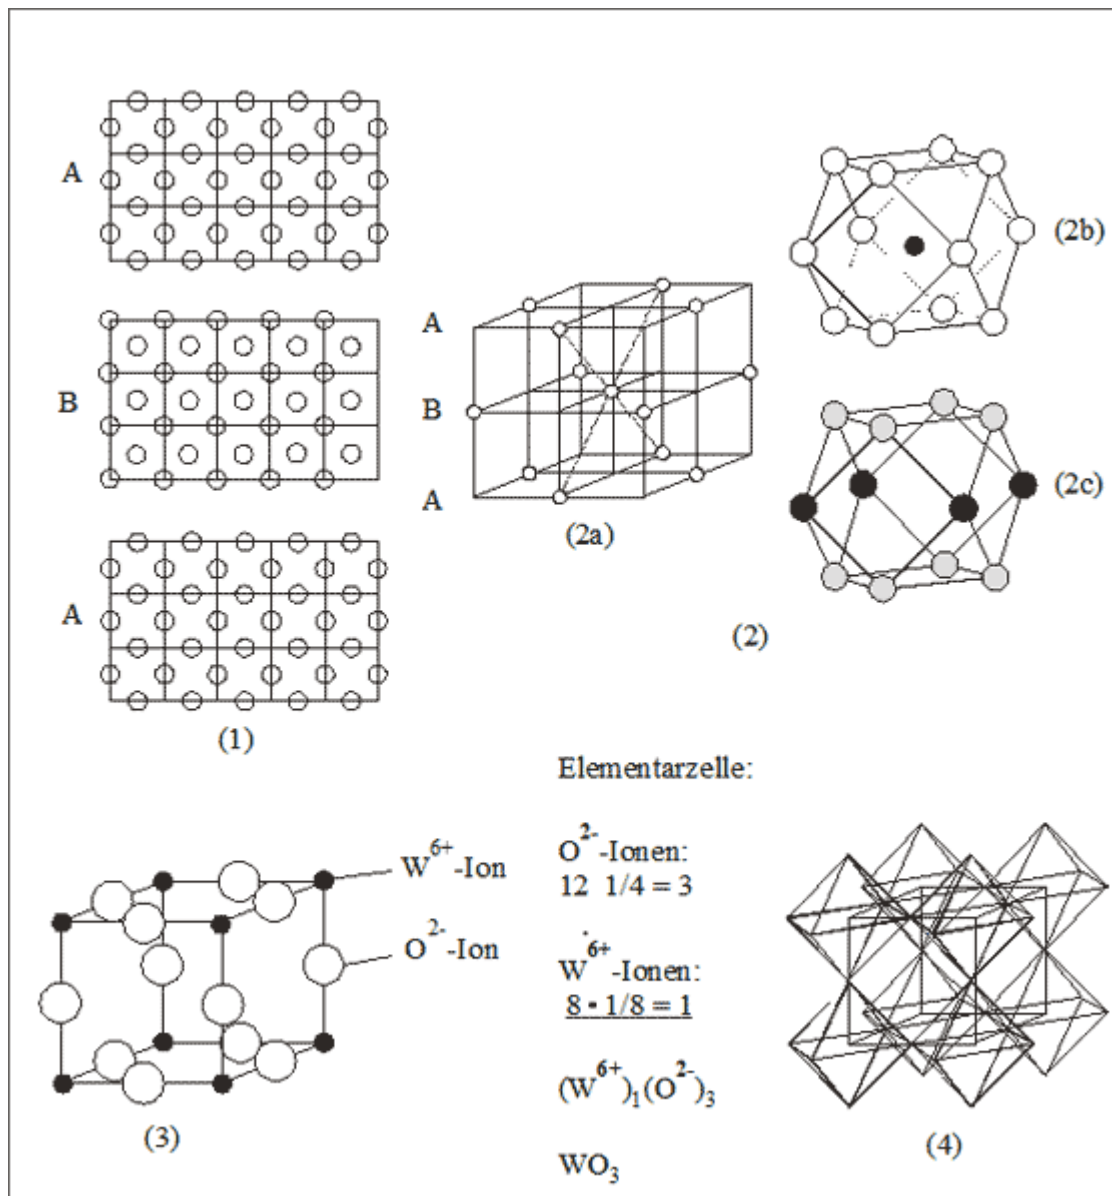 A
B
A
(1)
A
B
A
(2a)
(2b)
(2c)
(2)
W⁶⁺-Ion
O²⁻-Ion
(3)
Elementarzelle:
O²⁻-Ionen:
12 1/4 = 3
W⁶⁺-Ionen:
8 · 1/8 = 1
(W⁶⁺)₁(O²⁻)₃
WO₃
(4)